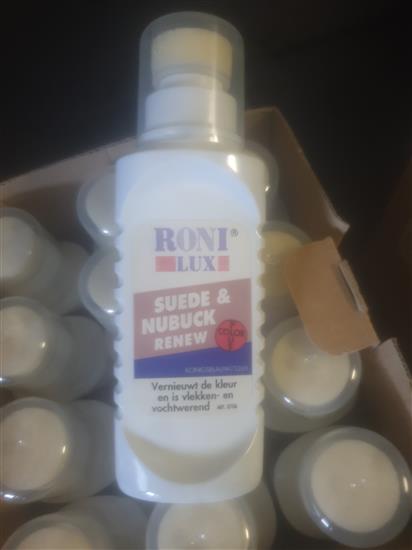 RONI®
LUX
SUEDE &
NUBUCK
RENEW
COLOR
Vernieuwt de kleur
en is vlekken- en
vochtwerend